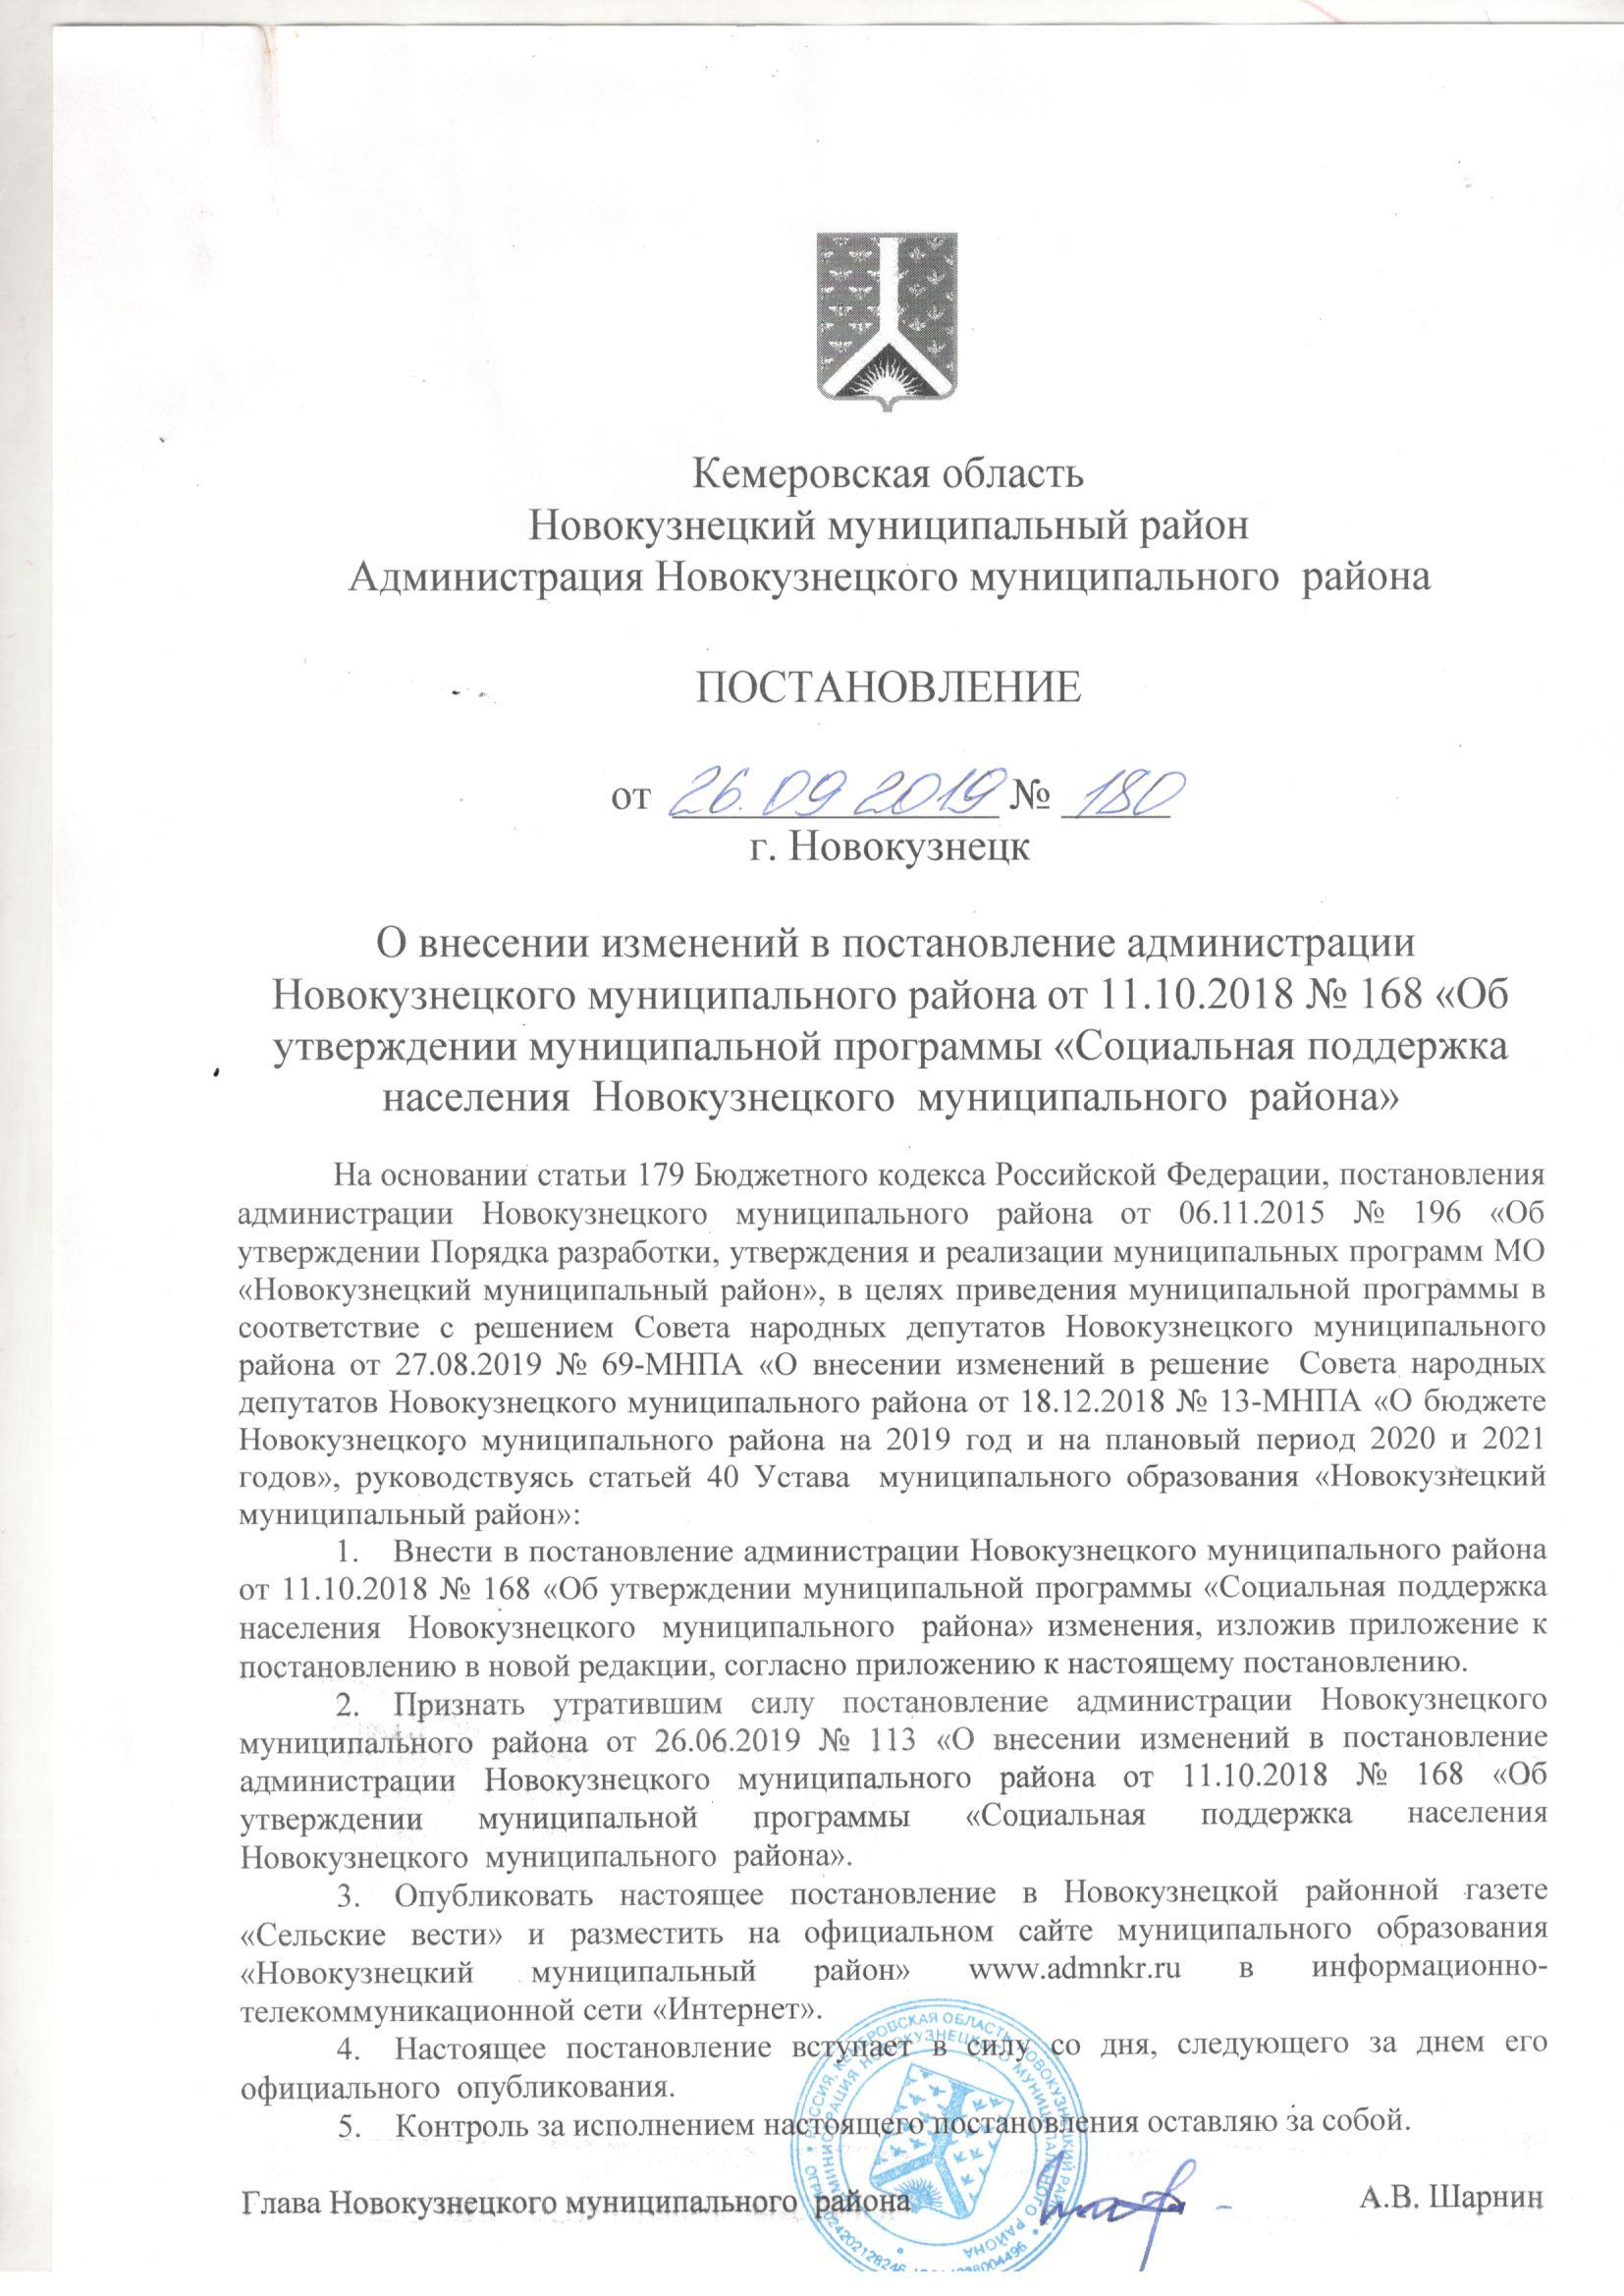 Кемеровская область
Новокузнецкий муниципальный район
Администрация Новокузнецкого муниципального района
ПОСТАНОВЛЕНИЕ
от 26.09 2019 № 180
г. Новокузнецк
О внесении изменений в постановление администрации
Новокузнецкого муниципального района от 11.10.2018 № 168 «Об
утверждении муниципальной программы «Социальная поддержка
населения Новокузнецкого муниципального района»
На основании статьи 179 Бюджетного кодекса Российской Федерации, постановления
администрации Новокузнецкого муниципального района от 06.11.2015 № 196 «Об
утверждении Порядка разработки, утверждения и реализации муниципальных программ МО
«Новокузнецкий муниципальный район», в целях приведения муниципальной программы в
соответствие с решением Совета народных депутатов Новокузнецкого муниципального
района от 27.08.2019 № 69-МНПА «О внесении изменений в решение Совета народных
депутатов Новокузнецкого муниципального района от 18.12.2018 № 13-МНПА «О бюджете
Новокузнецкого муниципального района на 2019 год и на плановый период 2020 и 2021
годов», руководствуясь статьей 40 Устава муниципального образования «Новокузнецкий
муниципальный район»:
1. Внести в постановление администрации Новокузнецкого муниципального района
от 11.10.2018 № 168 «Об утверждении муниципальной программы «Социальная поддержка
населения Новокузнецкого муниципального района» изменения, изложив приложение к
постановлению в новой редакции, согласно приложению к настоящему постановлению.
2. Признать утратившим силу постановление администрации Новокузнецкого
муниципального района от 26.06.2019 № 113 «О внесении изменений в постановление
администрации Новокузнецкого муниципального района от 11.10.2018 № 168 «Об
утверждении муниципальной программы «Социальная поддержка населения
Новокузнецкого муниципального района».
3. Опубликовать настоящее постановление в Новокузнецкой районной газете
«Сельские вести» и разместить на официальном сайте муниципального образования
«Новокузнецкий муниципальный район» www.admnkr.ru в информационно-
телекоммуникационной сети «Интернет».
4. Настоящее постановление вступает в силу со дня, следующего за днем его
официального опубликования.
5. Контроль за исполнением настоящего постановления оставляю за собой.
Глава Новокузнецкого муниципального района А.В. Шарнин
РОССИЯ. КЕМЕРОВСКАЯ ОБЛАСТЬ. НОВОКУЗНЕЦКИЙ
АДМИНИСТРАЦИЯ НОВОКУЗНЕЦКОГО МУНИЦИПАЛЬНОГО РАЙОНА